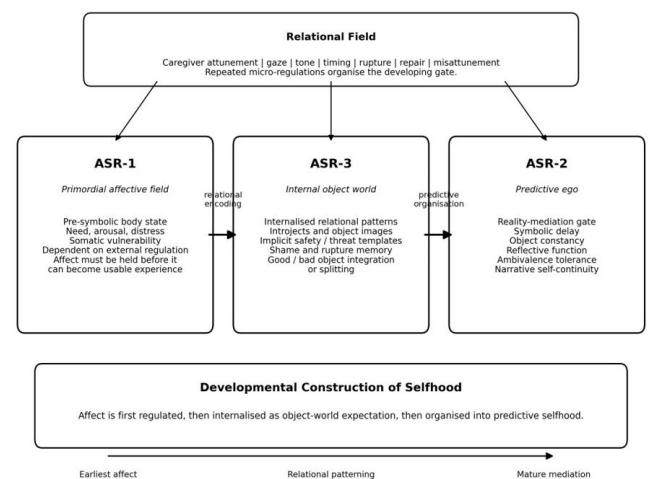 Relational Field
Caregiver attunement | gaze | tone | timing | rupture | repair | misattunement
Repeated micro-regulations organise the developing gate.
ASR-1
Primordial affective field
Pre-symbolic body state
Need, arousal, distress
Somatic vulnerability
Dependent on external regulation
Affect must be held before it
can become usable experience
relational
encoding
ASR-3
Internal object world
Internalised relational patterns
Introjects and object images
Implicit safety / threat templates
Shame and rupture memory
Good / bad object integration
or splitting
predictive
organisation
ASR-2
Predictive ego
Reality-mediation gate
Symbolic delay
Object constancy
Reflective function
Ambivalence tolerance
Narrative self-continuity
Developmental Construction of Selfhood
Affect is first regulated, then internalised as object-world expectation, then organised into predictive selfhood.
Earliest affect
Relational patterning
Mature mediation